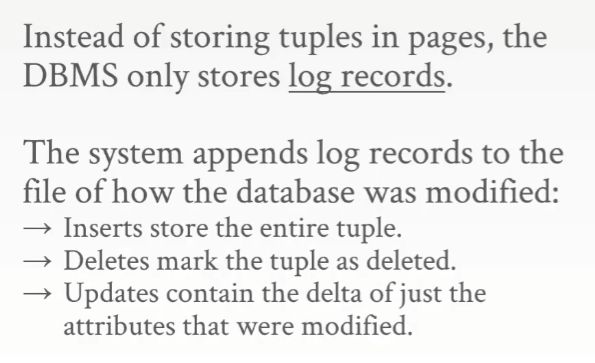 Instead of storing tuples in pages, the
DBMS only stores log records.
The system appends log records to the
file of how the database was modified:
→ Inserts store the entire tuple.
→ Deletes mark the tuple as deleted.
→ Updates contain the delta of just the
attributes that were modified.